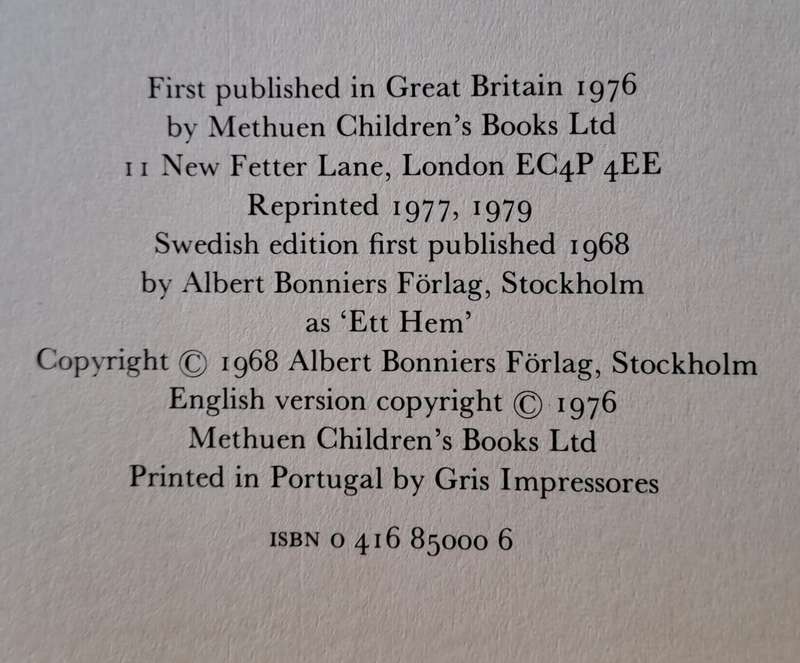 First published in Great Britain 1976
by Methuen Children's Books Ltd
11 New Fetter Lane, London EC4P 4EE
Reprinted 1977, 1979
Swedish edition first published 1968
by Albert Bonniers Förlag, Stockholm
as ‘Ett Hem’
Copyright © 1968 Albert Bonniers Förlag, Stockholm
English version copyright © 1976
Methuen Children's Books Ltd
Printed in Portugal by Gris Impressores
ISBN 0 416 85000 6